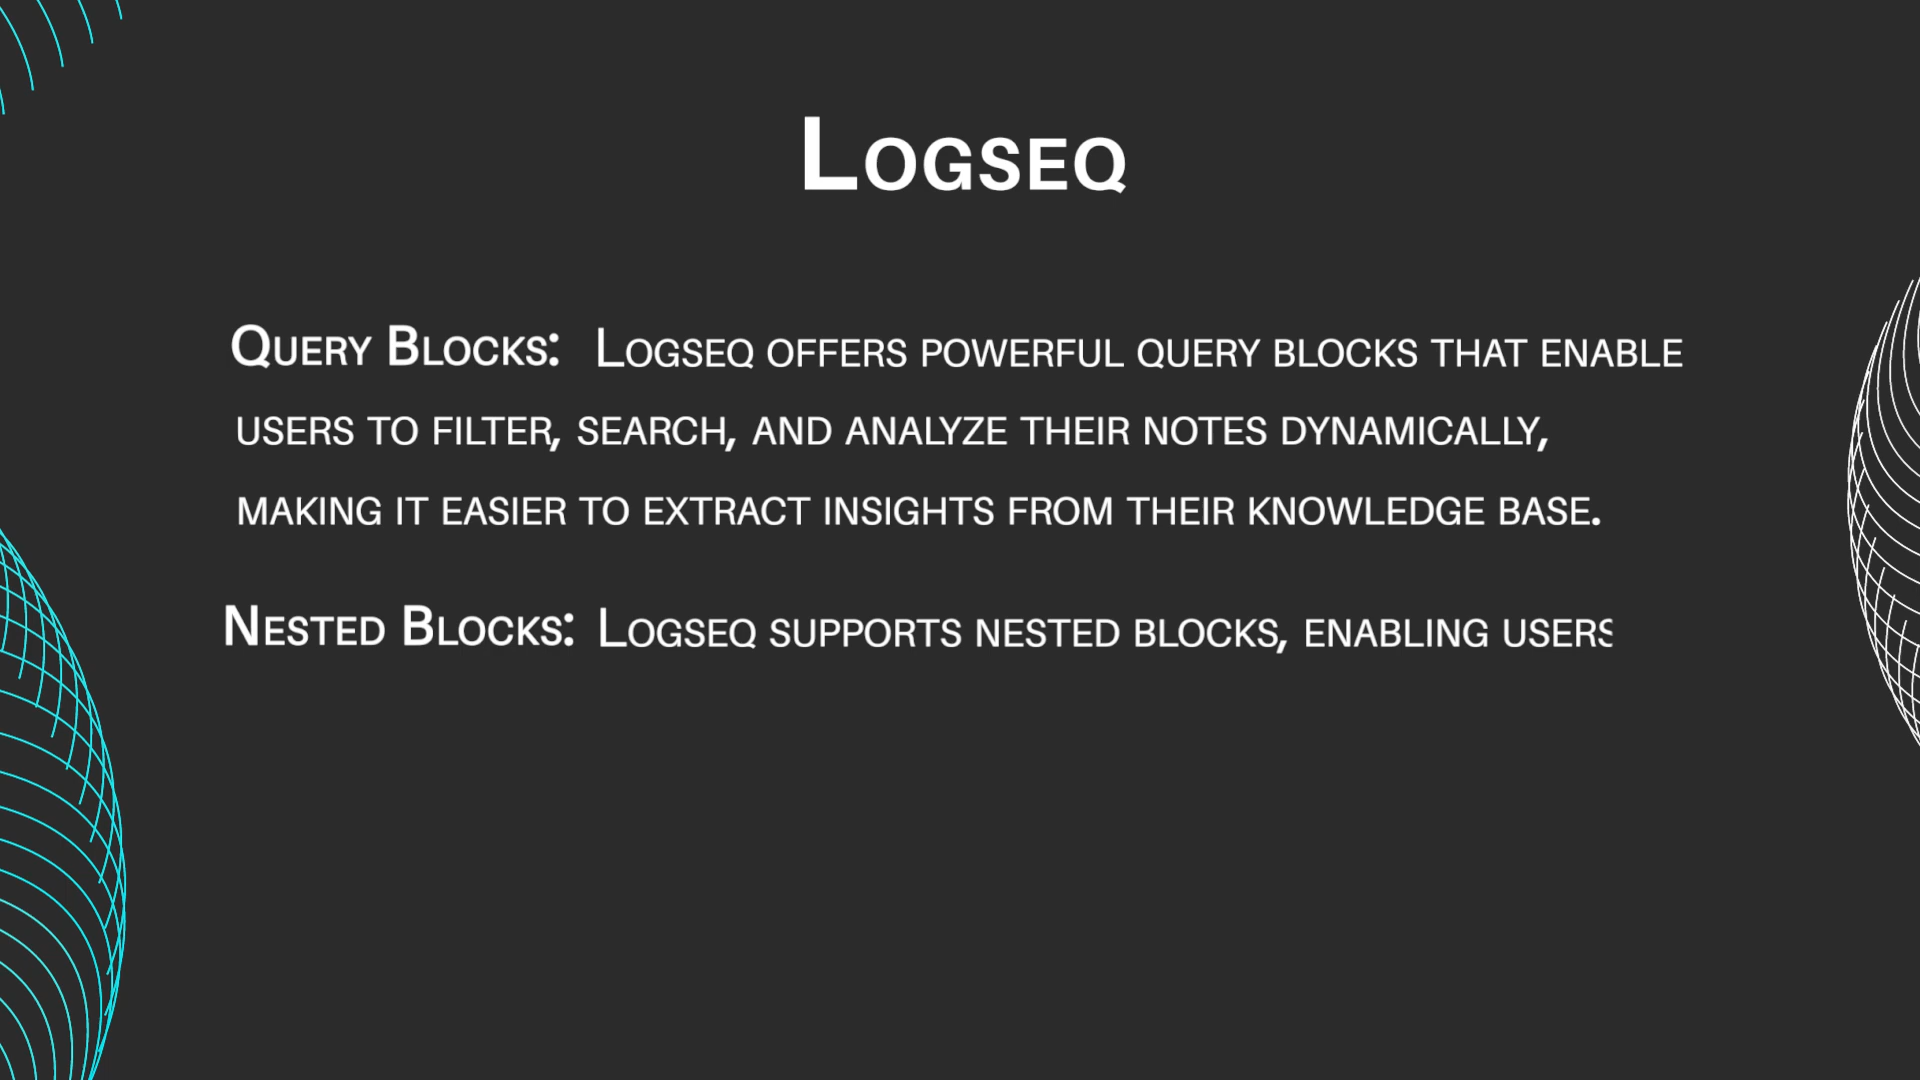 Logseq
Query Blocks: Logseq offers powerful query blocks that enable
users to filter, search, and analyze their notes dynamically,
making it easier to extract insights from their knowledge base.
Nested Blocks: Logseq supports nested blocks, enabling users